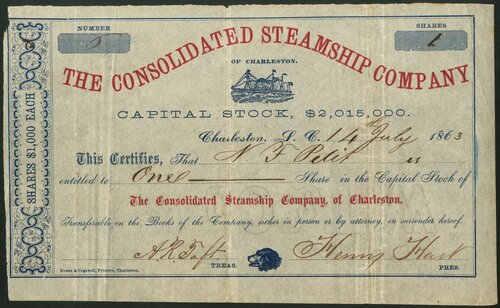 NUMBER SHARES
5 1
THE CONSOLIDATED STEAMSHIP COMPANY
OF CHARLESTON.
CAPITAL STOCK, $2,015,000.
Charleston, S. C. 14th July 1863
This Certifies, That N F Petit is
entitled to One Share in the Capital Stock of
The Consolidated Steamship Company, of Charleston,
Transferable on the Books of the Company, either in person or by attorney, on surrender hereof.
A. R. Taft. Henry Hart
TREAS. PRES.
Evans & Cogswell, Printers, Charleston.
SHARES $1,000 EACH